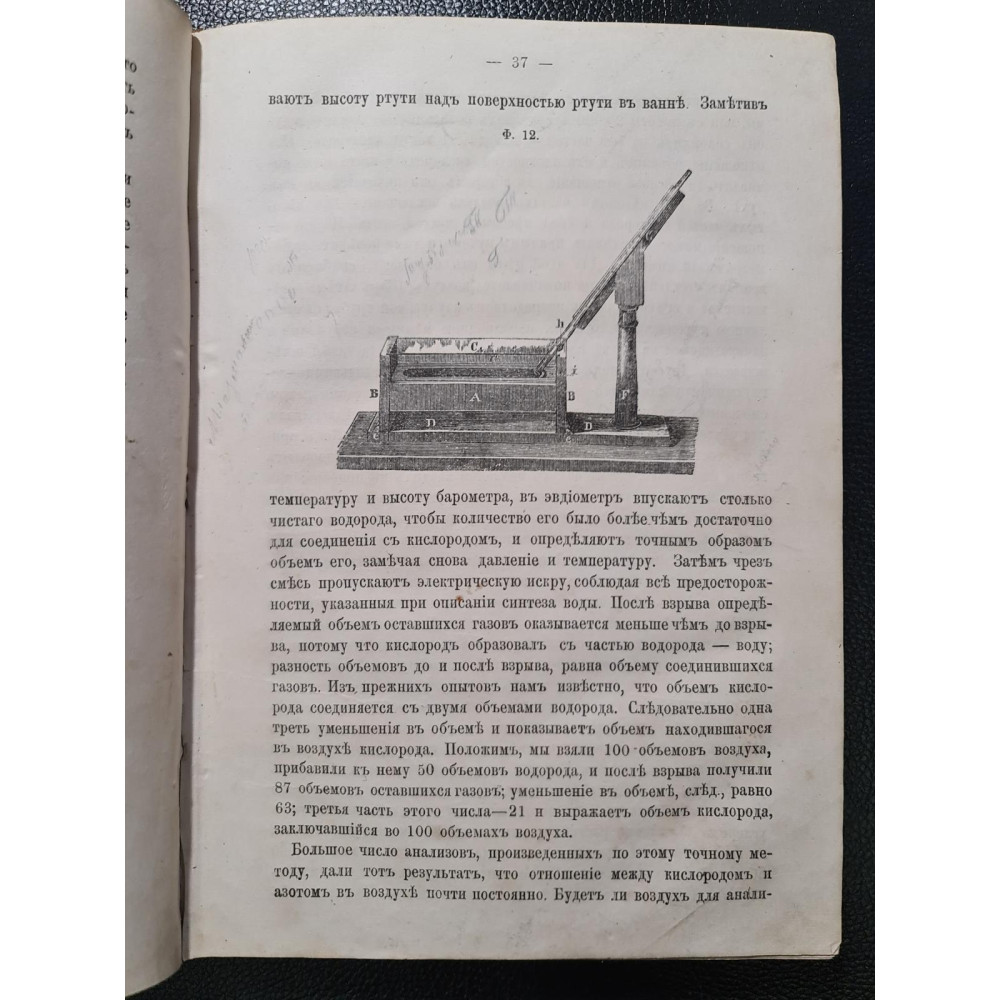 — 37 —
ваютъ высоту ртути надъ поверхностью ртути въ ваннѣ. Замѣтивъ
Ф. 12.
h
C
i
B
A
B
F
D
D
C
температуру и высоту барометра, въ эвдіометръ впускаютъ столько
чистаго водорода, чтобы количество его было болѣе чѣмъ достаточно
для соединенія съ кислородомъ, и опредѣляютъ точнымъ образомъ
объемъ его, замѣчая снова давленіе и температуру. Затѣмъ чрезъ
смѣсь пропускаютъ электрическую искру, соблюдая всѣ предосторож-
ности, указанныя при описаніи синтеза воды. Послѣ взрыва опредѣ-
ляемый объемъ оставшихся газовъ оказывается меньше чѣмъ до взры-
ва, потому что кислородъ образовалъ съ частью водорода — воду;
разность объемовъ до и послѣ взрыва, равна объему соединившихся
газовъ. Изъ прежнихъ опытовъ намъ извѣстно, что объемъ кисло-
рода соединяется съ двумя объемами водорода. Слѣдовательно одна
треть уменьшенія въ объемѣ и показываетъ объемъ находившагося
въ воздухѣ кислорода. Положимъ, мы взяли 100 объемовъ воздуха,
прибавили къ нему 50 объемовъ водорода, и послѣ взрыва получили
87 объемовъ оставшихся газовъ; уменьшеніе въ объемѣ, слѣд., равно
63; третья часть этого числа—21 и выражаетъ объемъ кислорода,
заключавшійся во 100 объемахъ воздуха.
Большое число анализовъ, произведенныхъ по этому точному ме-
тоду, дали тотъ результатъ, что отношеніе между кислородомъ и
азотомъ въ воздухѣ почти постоянно. Будетъ ли воздухъ для анали-